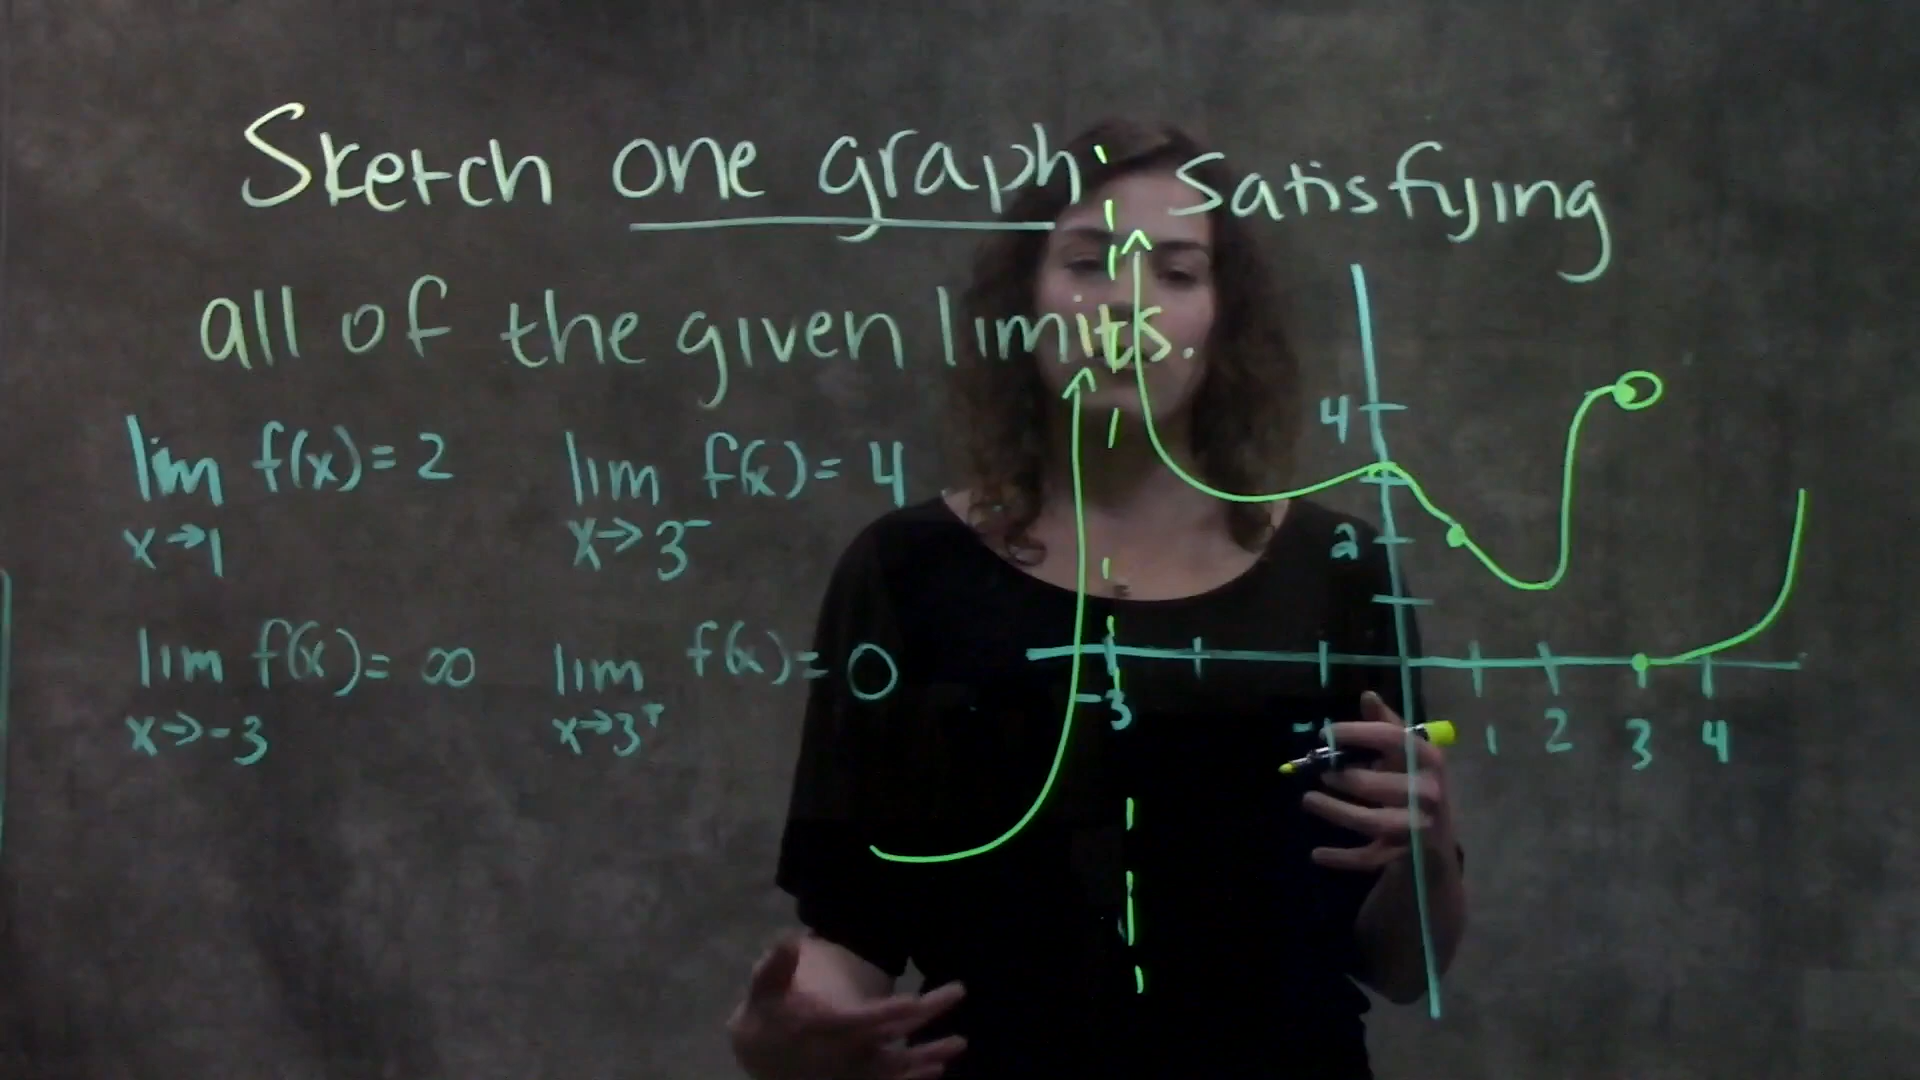 Sketch one graph satisfying
all of the given limits.
lim f(x) = 2 lim f(x) = 4
x→1 x→3⁻
lim f(x) = ∞ lim f(x) = 0
x→-3 x→3⁺
4
2
-3 -1 1 2 3 4